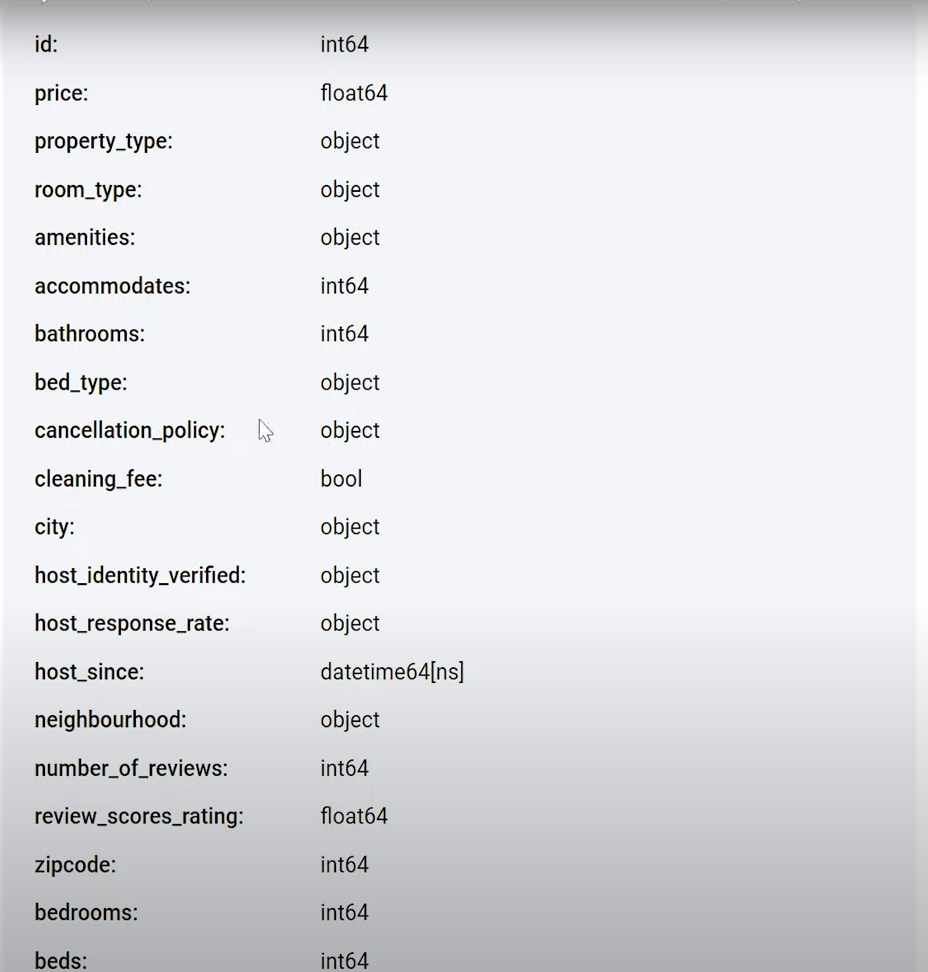 id: int64
price: float64
property_type: object
room_type: object
amenities: object
accommodates: int64
bathrooms: int64
bed_type: object
cancellation_policy: object
cleaning_fee: bool
city: object
host_identity_verified: object
host_response_rate: object
host_since: datetime64[ns]
neighbourhood: object
number_of_reviews: int64
review_scores_rating: float64
zipcode: int64
bedrooms: int64
beds: int64